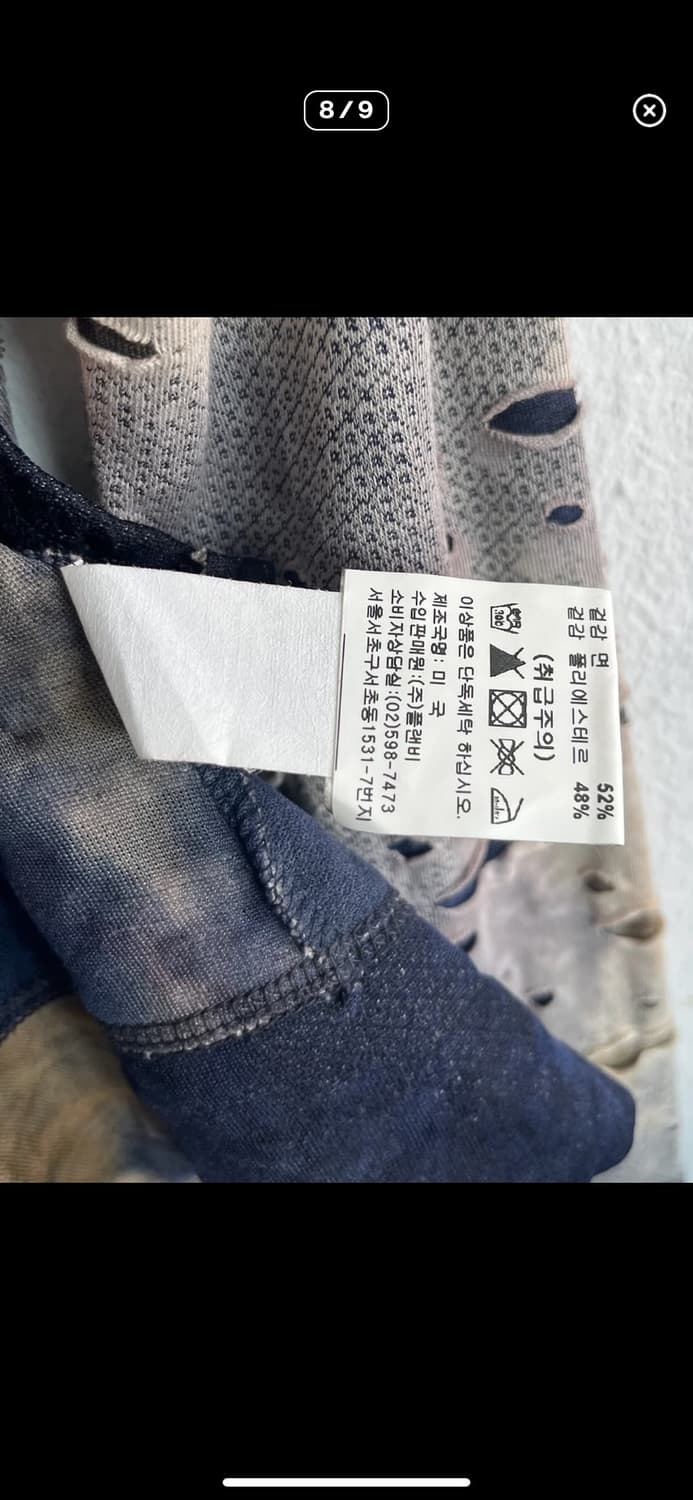 8/9
겉감 면 52%
겉감 폴리에스테르 48%
(취급주의)
이상품은 단독세탁 하십시오.
제조국명:미 국
수입판매원:(주)플랜비
소비자상담실:(02)598-7473
서울서초구서초동1531-7번지